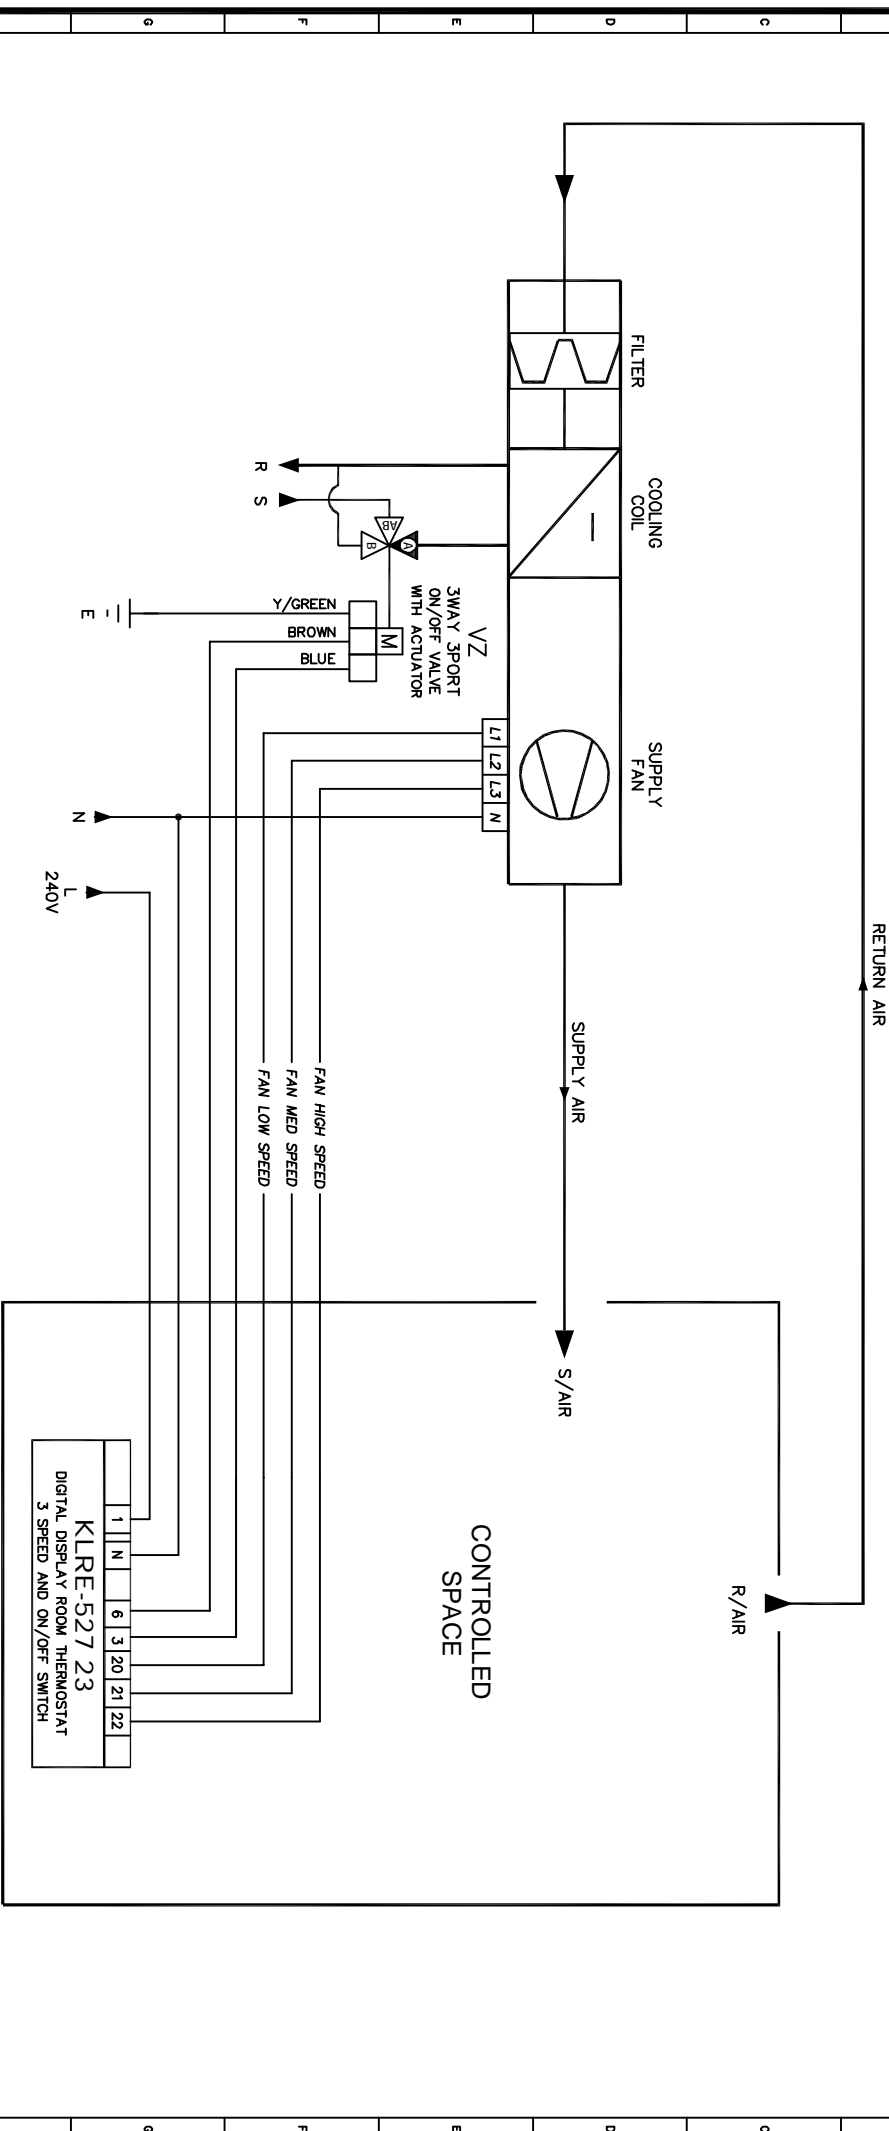 G
F
E
D
C
RETURN AIR
FILTER
COOLING
COIL
SUPPLY
FAN
SUPPLY AIR
S/AIR
R/AIR
CONTROLLED
SPACE
R
S
AB
A
B
M
VZ
3WAY 3PORT
ON/OFF VALVE
WITH ACTUATOR
Y/GREEN
BROWN
BLUE
E
L1
L2
L3
N
N
L
240V
FAN HIGH SPEED
FAN MED SPEED
FAN LOW SPEED
1
N
6
3
20
21
22
KLRE-527 23
DIGITAL DISPLAY ROOM THERMOSTAT
3 SPEED AND ON/OFF SWITCH
G
F
E
D
C